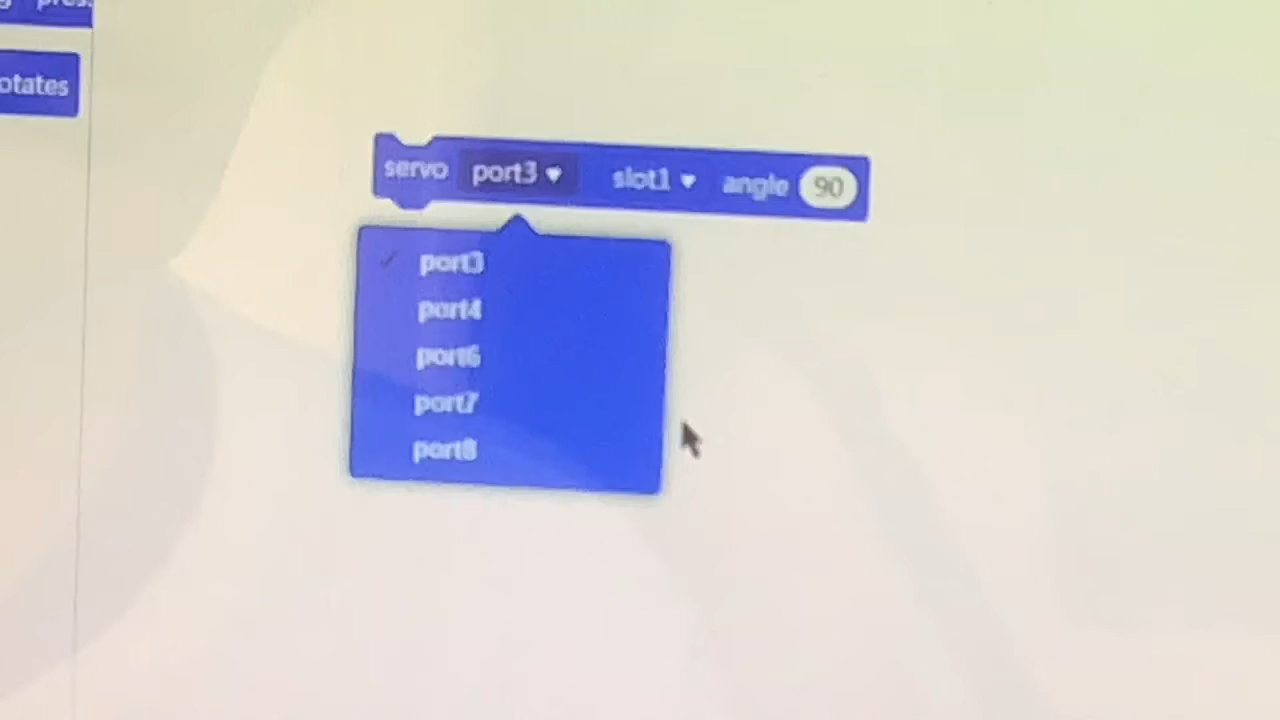 otates
servo port3 slot1 angle 90
port3
port4
port6
port7
port8